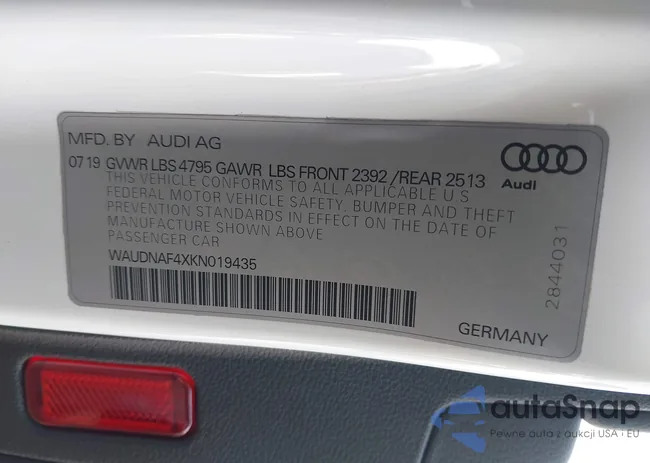 MFD. BY AUDI AG
07 19 GVWR LBS 4795 GAWR LBS FRONT 2392 /REAR 2513
THIS VEHICLE CONFORMS TO ALL APPLICABLE U.S
FEDERAL MOTOR VEHICLE SAFETY, BUMPER AND THEFT
PREVENTION STANDARDS IN EFFECT ON THE DATE OF
MANUFACTURE SHOWN ABOVE
PASSENGER CAR
WAUDNAF4XKN019435
Audi
2844031
GERMANY
autoSnap
Pewne auta z aukcji USA i EU